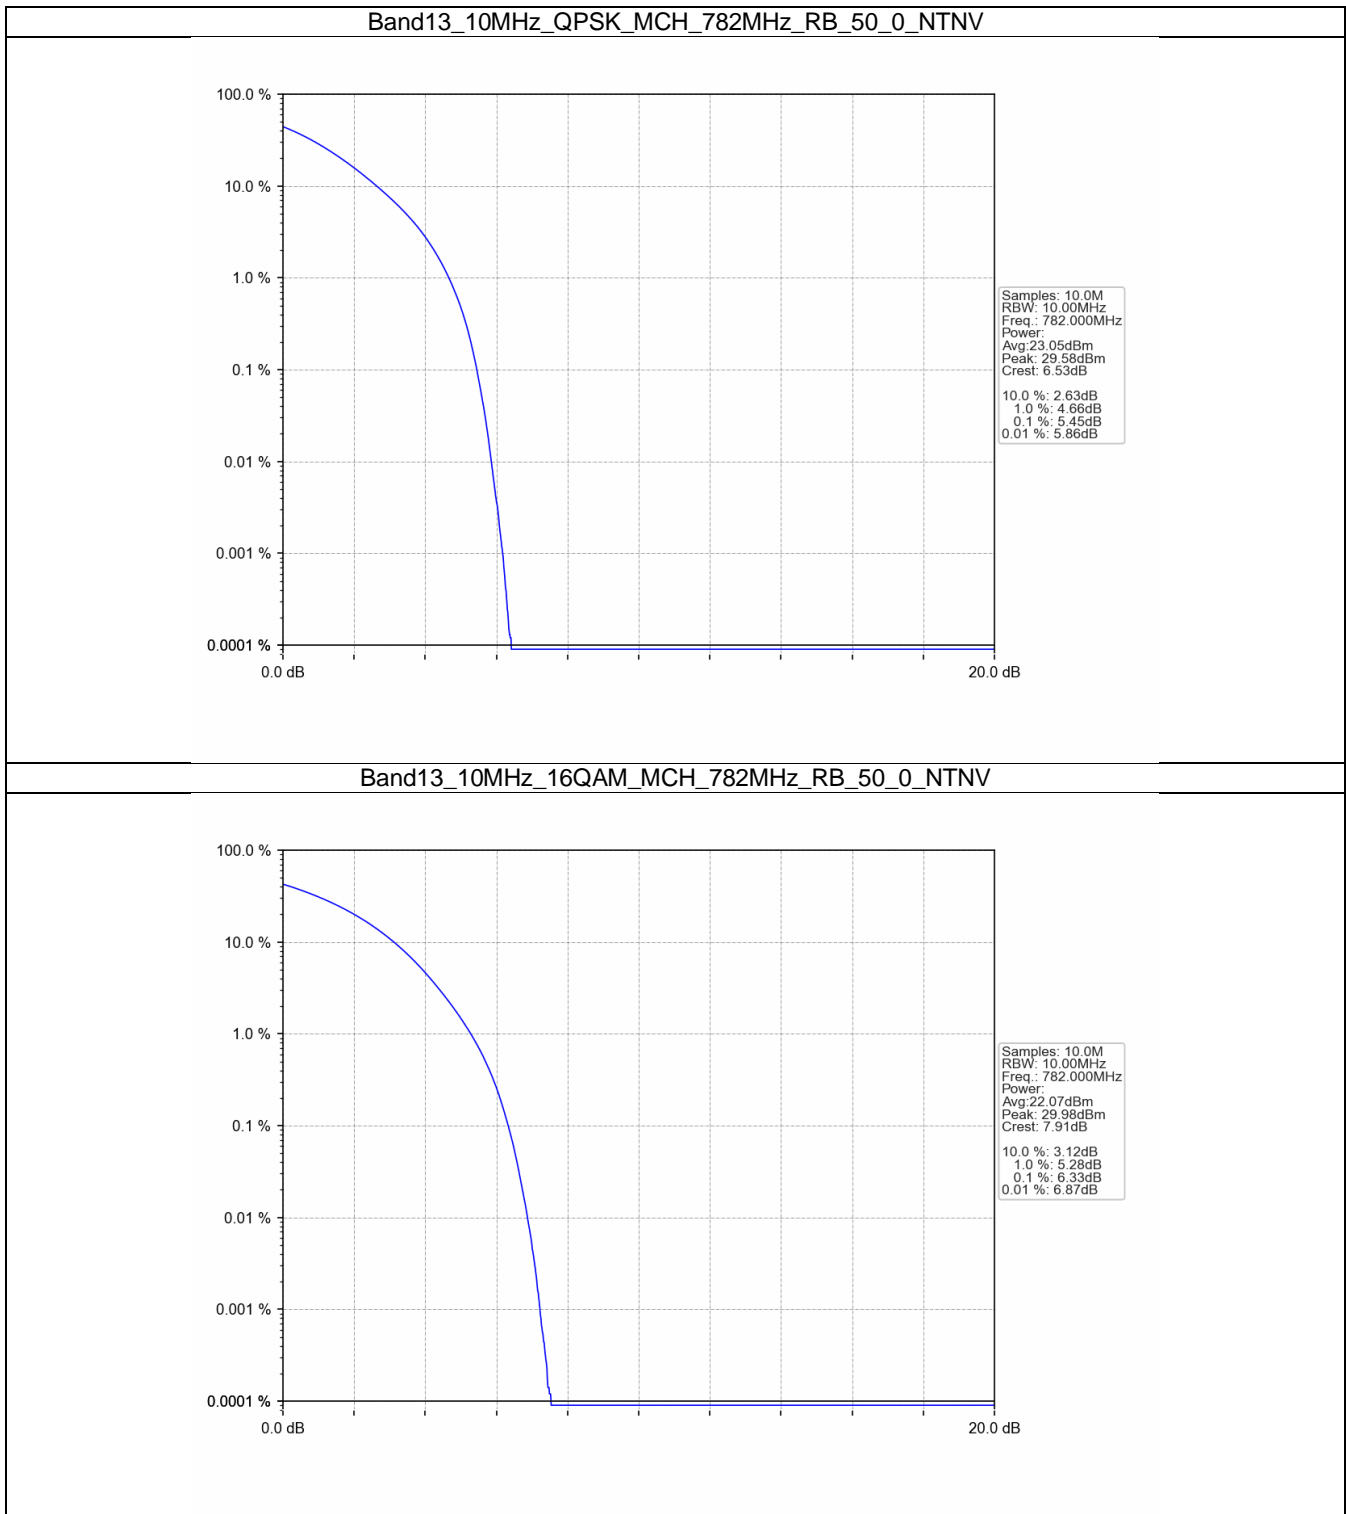 Band13_10MHz_QPSK_MCH_782MHz_RB_50_0_NTNV
100.0 %
10.0 %
1.0 %
0.1 %
0.01 %
0.001 %
0.0001 %
0.0 dB
20.0 dB
Samples: 10.0M
RBW: 10.00MHz
Freq.: 782.000MHz
Power:
Avg:23.05dBm
Peak: 29.58dBm
Crest: 6.53dB
10.0 %: 2.63dB
1.0 %: 4.66dB
0.1 %: 5.45dB
0.01 %: 5.86dB
Band13_10MHz_16QAM_MCH_782MHz_RB_50_0_NTNV
100.0 %
10.0 %
1.0 %
0.1 %
0.01 %
0.001 %
0.0001 %
0.0 dB
20.0 dB
Samples: 10.0M
RBW: 10.00MHz
Freq.: 782.000MHz
Power:
Avg:22.07dBm
Peak: 29.98dBm
Crest: 7.91dB
10.0 %: 3.12dB
1.0 %: 5.28dB
0.1 %: 6.33dB
0.01 %: 6.87dB